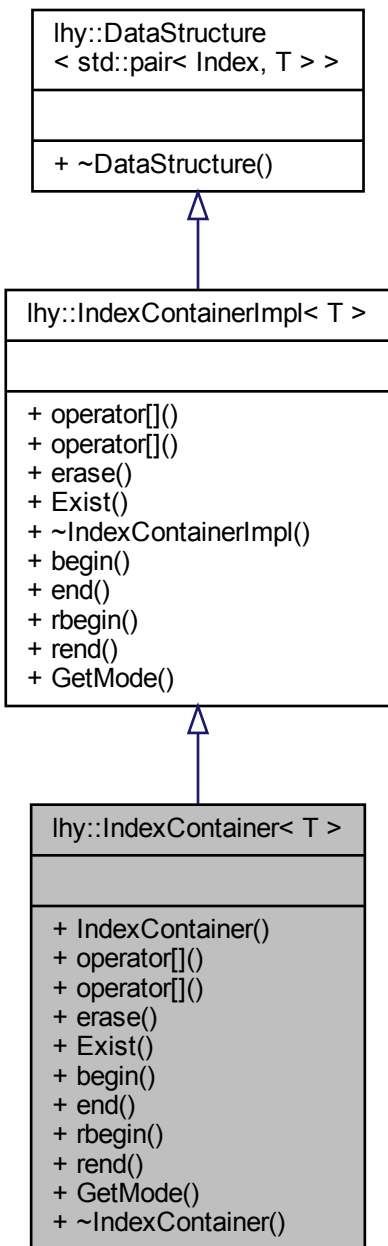 lhy::DataStructure
< std::pair< Index, T > >
+ ~DataStructure()
lhy::IndexContainerImpl< T >
+ operator[]()
+ operator[]()
+ erase()
+ Exist()
+ ~IndexContainerImpl()
+ begin()
+ end()
+ rbegin()
+ rend()
+ GetMode()
lhy::IndexContainer< T >
+ IndexContainer()
+ operator[]()
+ operator[]()
+ erase()
+ Exist()
+ begin()
+ end()
+ rbegin()
+ rend()
+ GetMode()
+ ~IndexContainer()